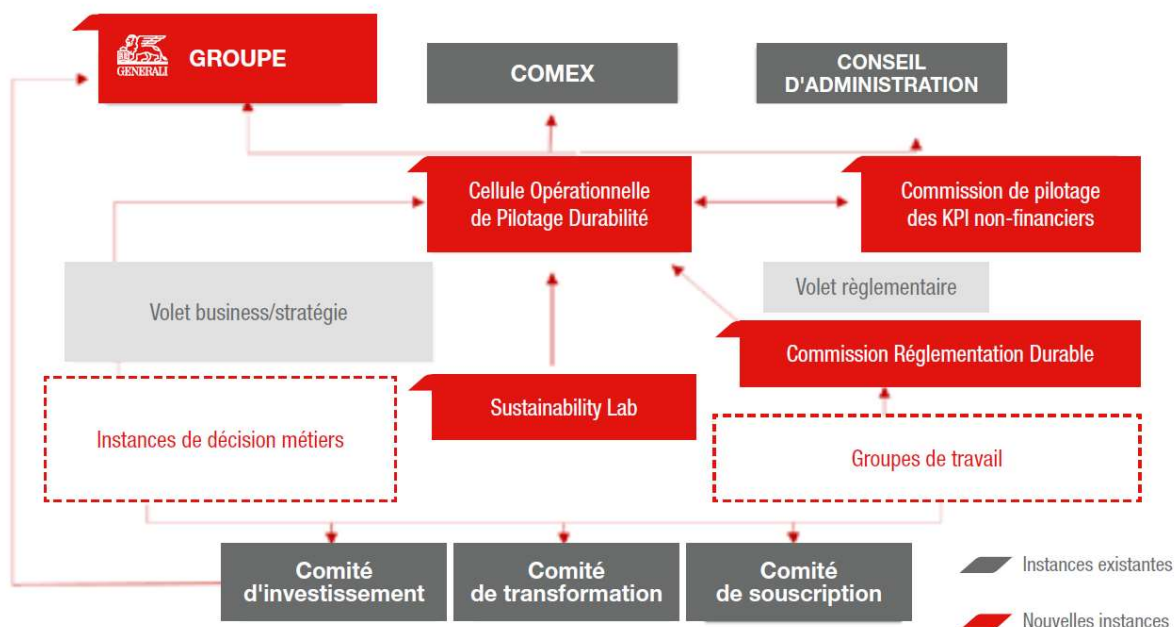 GENERALI
GROUPE
COMEX
CONSEIL
D'ADMINISTRATION
Cellule Opérationnelle
de Pilotage Durabilité
Commission de pilotage
des KPI non-financiers
Volet business/stratégie
Volet règlementaire
Commission Réglementation Durable
Sustainability Lab
Instances de décision métiers
Groupes de travail
Comité
d'investissement
Comité
de transformation
Comité
de souscription
Instances existantes
Nouvelles instances